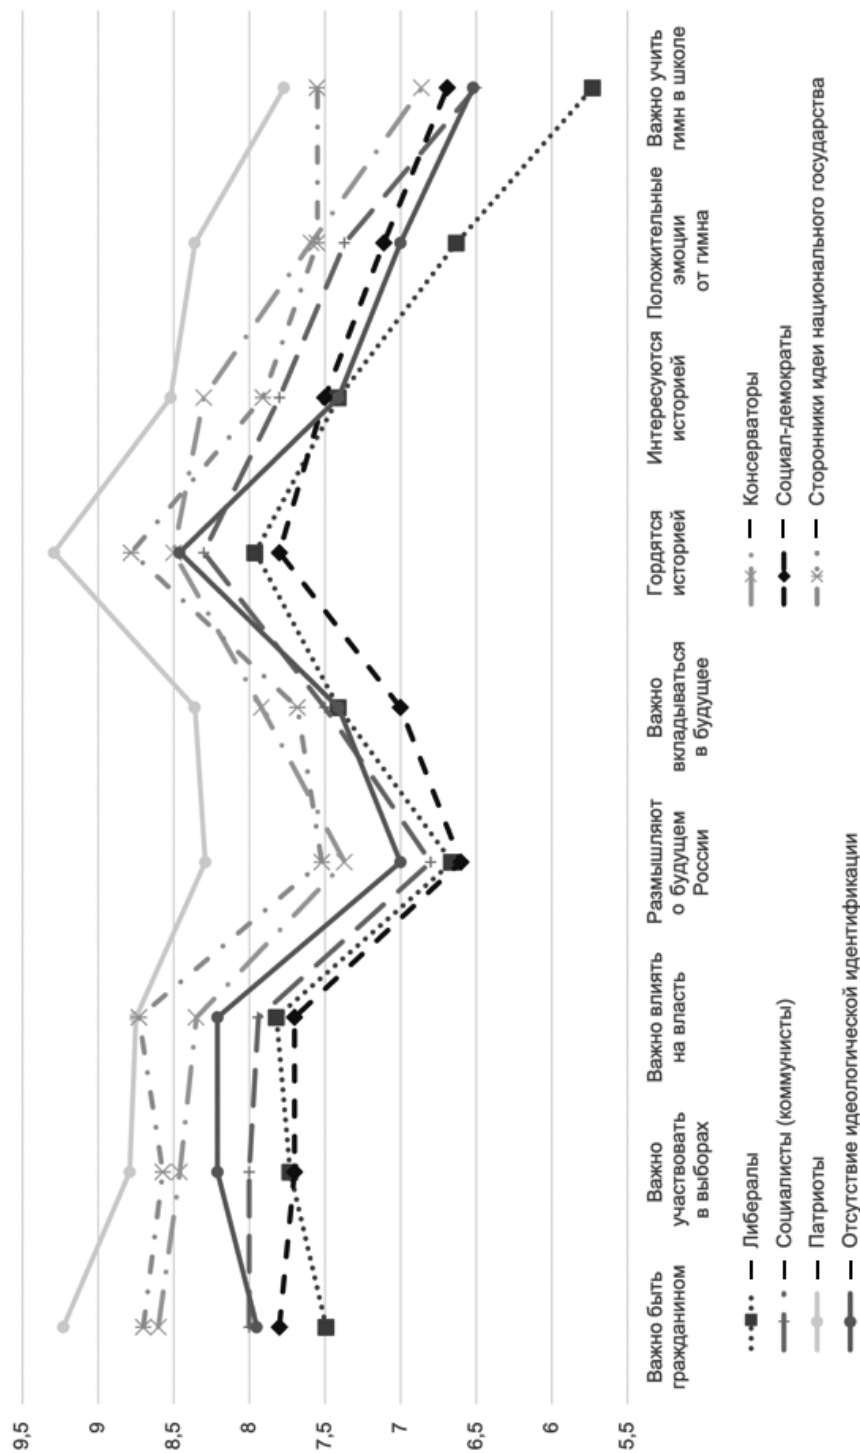 9,5
9
8,5
8
7,5
7
6,5
6
5,5
Важно быть
гражданином
Важно
участвовать
в выборах
Важно влиять
на власть
Размышляют
о будущем
России
Важно
вкладываться
в будущее
Гордятся
историей
Интересуются
историей
Положительные
эмоции
от гимна
Важно учить
гимн в школе
Либералы
Социалисты (коммунисты)
Патриоты
Отсутствие идеологической идентификации
Консерваторы
Социал-демократы
Сторонники идеи национального государства